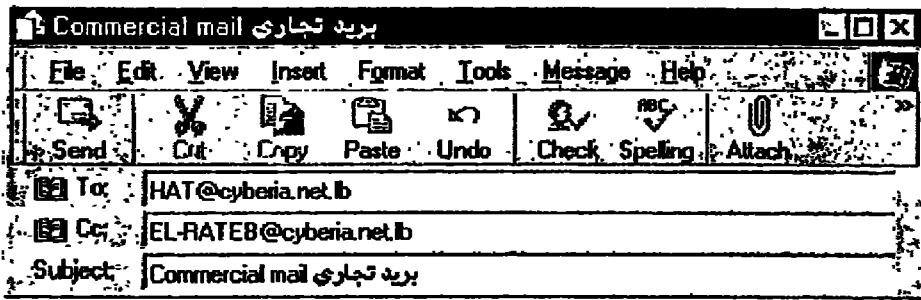 Commercial mail بريد تجاري
File Edit View Insert Format Tools Message Help
Send Cut Copy Paste Undo Check Spelling Attach »
To: HAT@cyberia.net.lb
Cc: EL-RATEB@cyberia.net.lb
Subject: Commercial mail بريد تجاري